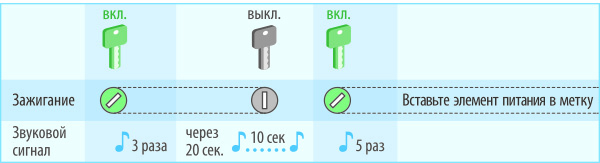 вкл. выкл. вкл.
Зажигание Вставьте элемент питания в метку
Звуковой 3 раза через 10 сек 5 раз
сигнал 20 сек.